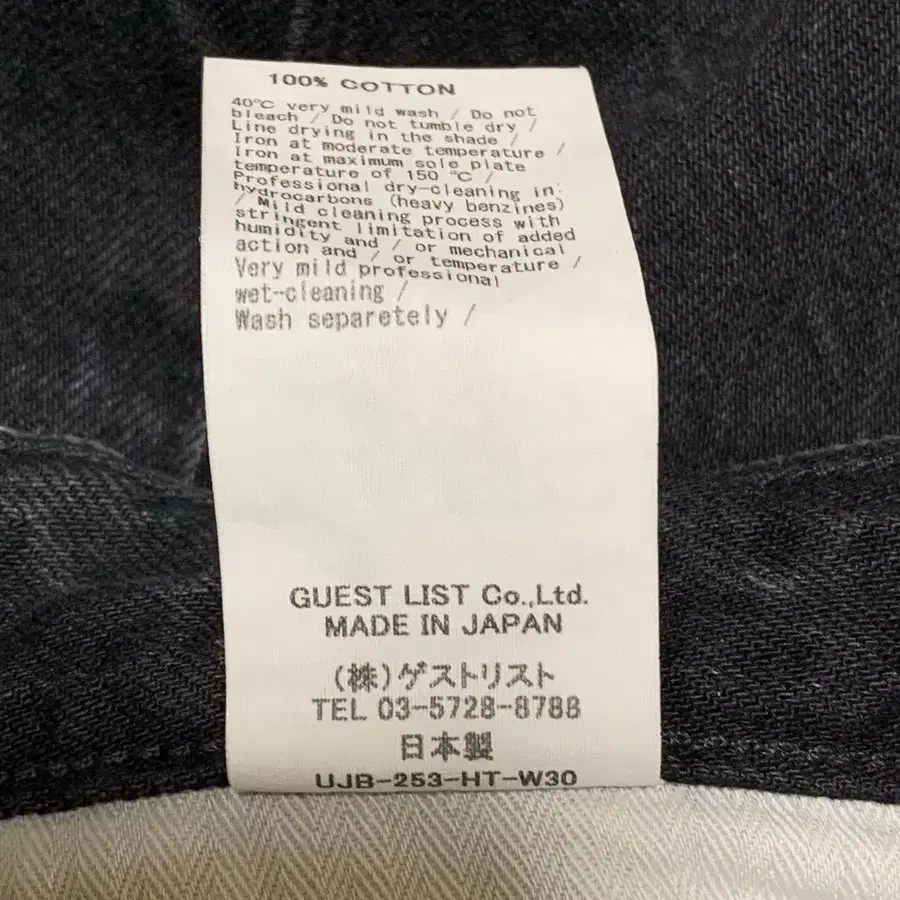 100% COTTON
40℃ very mild wash / Do not
bleach / Do not tumble dry /
Line drying in the shade /
Iron at moderate temperature /
Iron at maximum sole plate
temperature of 150 ℃ /
Professional dry-cleaning in:
hydrocarbons (heavy benzines)
/ Mild cleaning process with
stringent limitation of added
humidity and / or mechanical
action and / or temperature /
Very mild professional
wet-cleaning /
Wash separetely /
GUEST LIST Co.,Ltd.
MADE IN JAPAN
(株)ゲストリスト
TEL 03-5728-8788
日本製
UJB-253-HT-W30